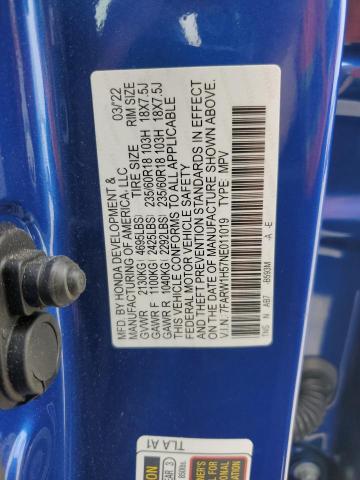 MFD. BY HONDA DEVELOPMENT & 03/22
MANUFACTURING OF AMERICA, LLC.
TIRE SIZE RIM SIZE
GVWR 2130KG( 4695LBS)
GAWR F 1100KG( 2425LBS) 235/60R18 103H 18X7.5J
GAWR R 1040KG( 2292LBS) 235/60R18 103H 18X7.5J
THIS VEHICLE CONFORMS TO ALL APPLICABLE
FEDERAL MOTOR VEHICLE SAFETY
AND THEFT PREVENTION STANDARDS IN EFFECT
ON THE DATE OF MANUFACTURE SHOWN ABOVE.
V.I.N.: 7FARW1H57NE011019 TYPE: MPV
N AB7 B593M -A -E
TLA A1